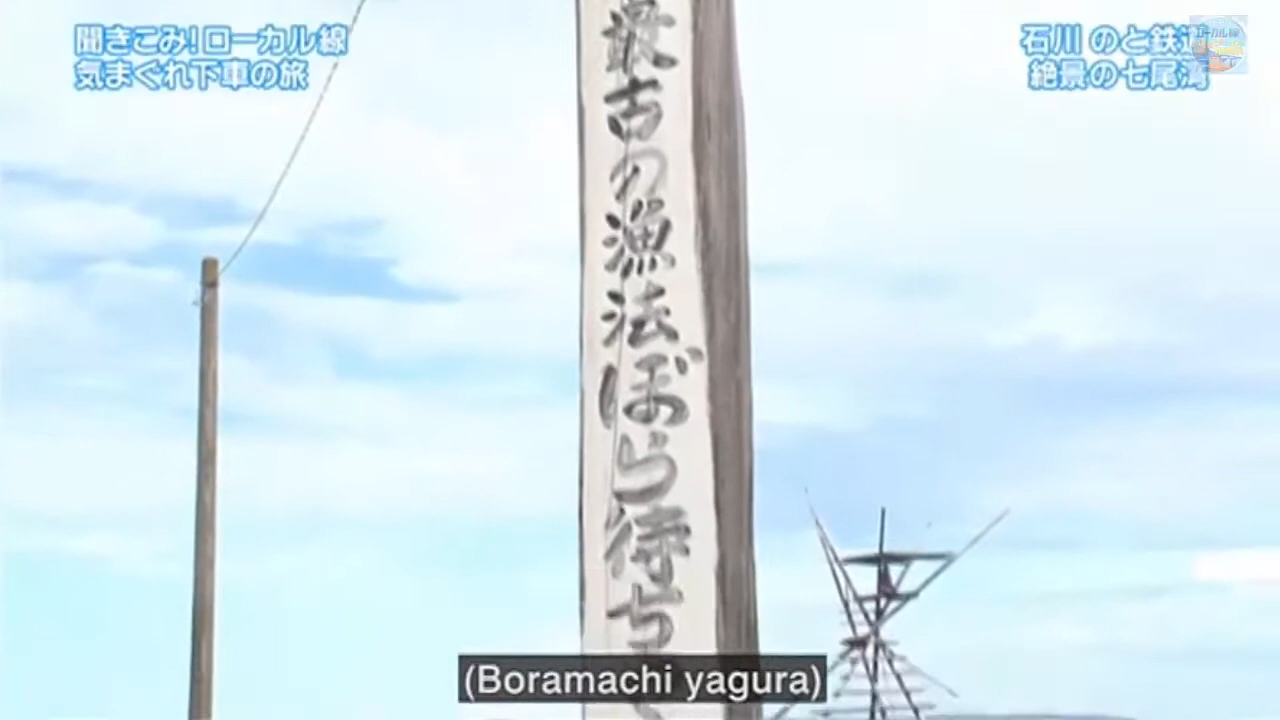 聞きこみ!ローカル線
気まぐれ下車の旅
石川 のと鉄道
絶景の七尾湾
最古の漁法ぼら待ち
(Boramachi yagura)